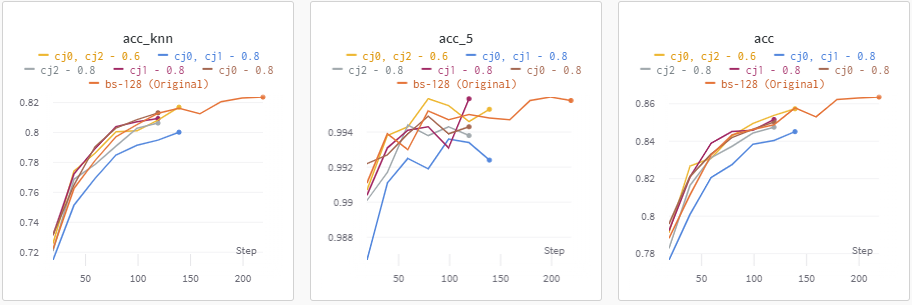 acc_knn
cj0, cj2 - 0.6 cj0, cj1 - 0.8
cj2 - 0.8 cj1 - 0.8 cj0 - 0.8
bs-128 (Original)
0.82
0.8
0.78
0.76
0.74
0.72
Step
50 100 150 200
acc_5
cj0, cj2 - 0.6 cj0, cj1 - 0.8
cj2 - 0.8 cj1 - 0.8 cj0 - 0.8
bs-128 (Original)
0.994
0.992
0.99
0.988
Step
50 100 150 200
acc
cj0, cj2 - 0.6 cj0, cj1 - 0.8
cj2 - 0.8 cj1 - 0.8 cj0 - 0.8
bs-128 (Original)
0.86
0.84
0.82
0.8
0.78
Step
50 100 150 200